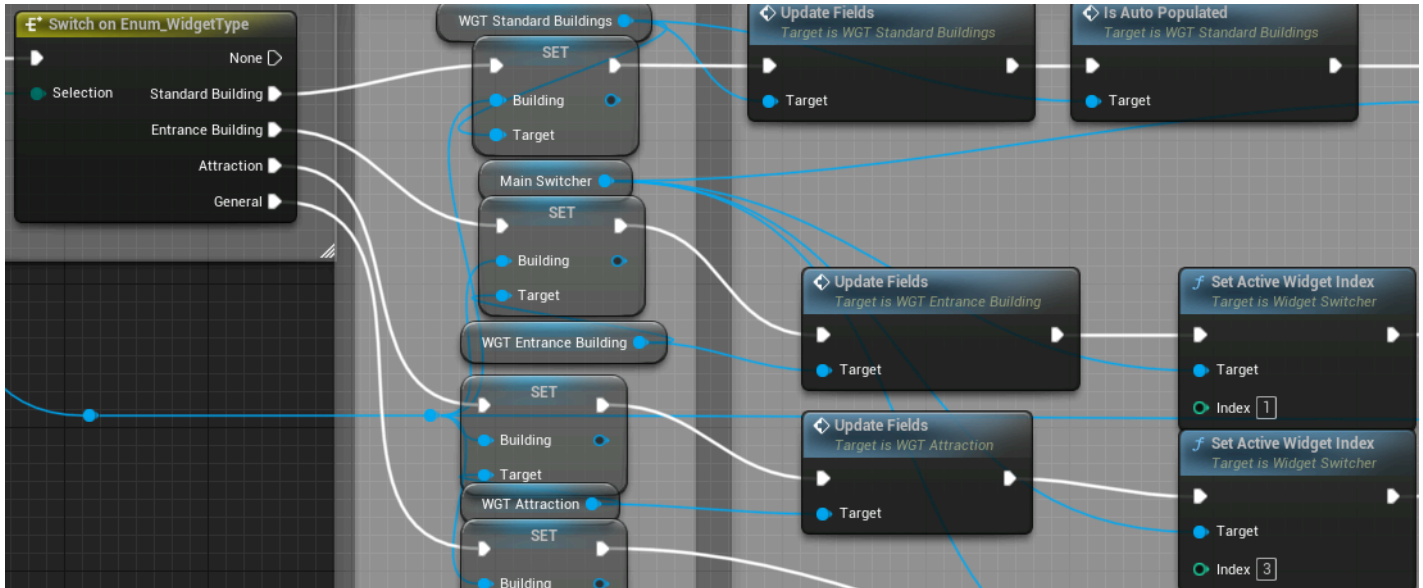 Switch on Enum_WidgetType
None
Selection
Standard Building
Entrance Building
Attraction
General
WGT Standard Buildings
SET
Building
Target
Main Switcher
SET
Building
Target
WGT Entrance Building
SET
Building
Target
WGT Attraction
SET
Building
Update Fields
Target is WGT Standard Buildings
Target
Is Auto Populated
Target is WGT Standard Buildings
Target
Update Fields
Target is WGT Entrance Building
Target
Set Active Widget Index
Target is Widget Switcher
Target
Index 1
Update Fields
Target is WGT Attraction
Target
Set Active Widget Index
Target is Widget Switcher
Target
Index 3